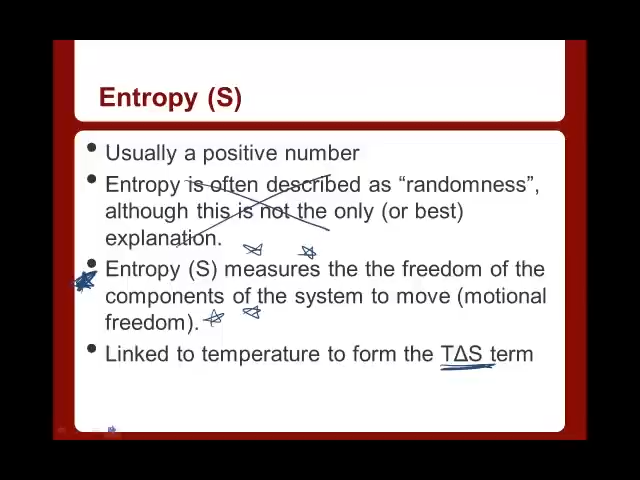 Entropy (S)
• Usually a positive number
• Entropy is often described as “randomness”,
although this is not the only (or best)
explanation.
• Entropy (S) measures the the freedom of the
components of the system to move (motional
freedom).
• Linked to temperature to form the TΔS term